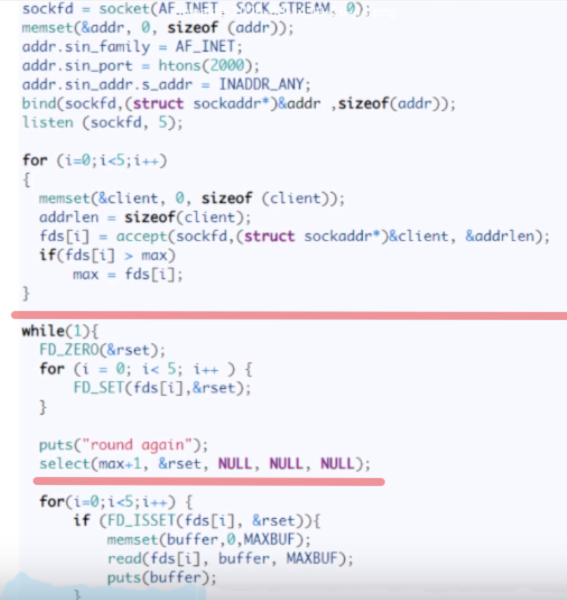 sockfd = socket(AF_INET, SOCK_STREAM, 0);
memset(&addr, 0, sizeof (addr));
addr.sin_family = AF_INET;
addr.sin_port = htons(2000);
addr.sin_addr.s_addr = INADDR_ANY;
bind(sockfd,(struct sockaddr*)&addr ,sizeof(addr));
listen (sockfd, 5);
for (i=0;i<5;i++)
{
memset(&client, 0, sizeof (client));
addrlen = sizeof(client);
fds[i] = accept(sockfd,(struct sockaddr*)&client, &addrlen);
if(fds[i] > max)
max = fds[i];
}
while(1){
FD_ZERO(&rset);
for (i = 0; i< 5; i++ ) {
FD_SET(fds[i],&rset);
}
puts("round again");
select(max+1, &rset, NULL, NULL, NULL);
for(i=0;i<5;i++) {
if (FD_ISSET(fds[i], &rset)){
memset(buffer,0,MAXBUF);
read(fds[i], buffer, MAXBUF);
puts(buffer);
}